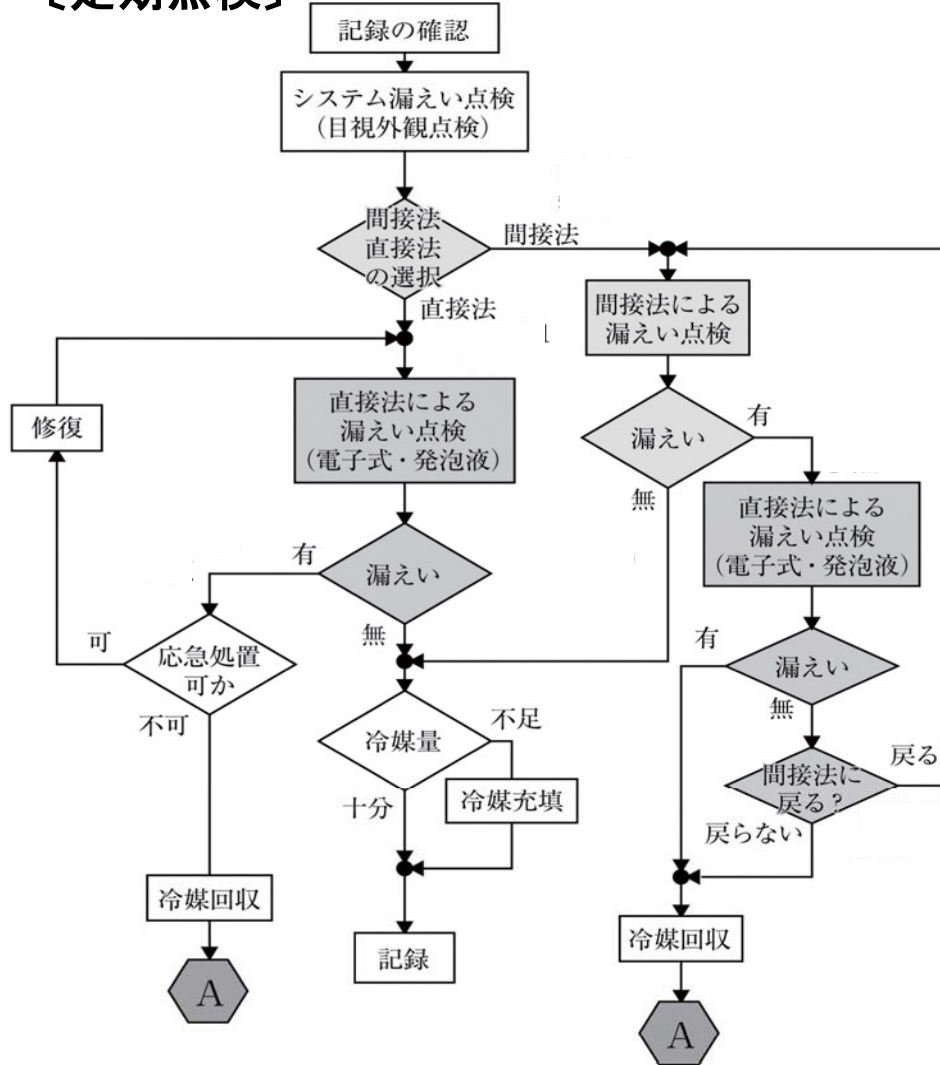 〔定期点検〕
記録の確認
システム漏えい点検
（目視外観点検）
間接法
直接法
の選択
間接法
直接法
間接法による
漏えい点検
修復
直接法による
漏えい点検
（電子式・発泡液）
漏えい
有
無
直接法による
漏えい点検
（電子式・発泡液）
有
漏えい
無
可
応急処置
可か
不可
有
漏えい
無
冷媒量
不足
十分
冷媒充填
間接法に
戻る？
戻る
戻らない
冷媒回収
A
記録
冷媒回収
A